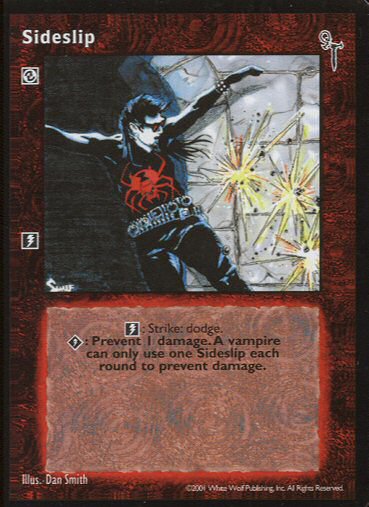 Sideslip
SMITH
: Strike: dodge.
: Prevent 1 damage. A vampire
can only use one Sideslip each
round to prevent damage.
Illus. Dan Smith
©2001 White Wolf Publishing, Inc. All Rights Reserved.